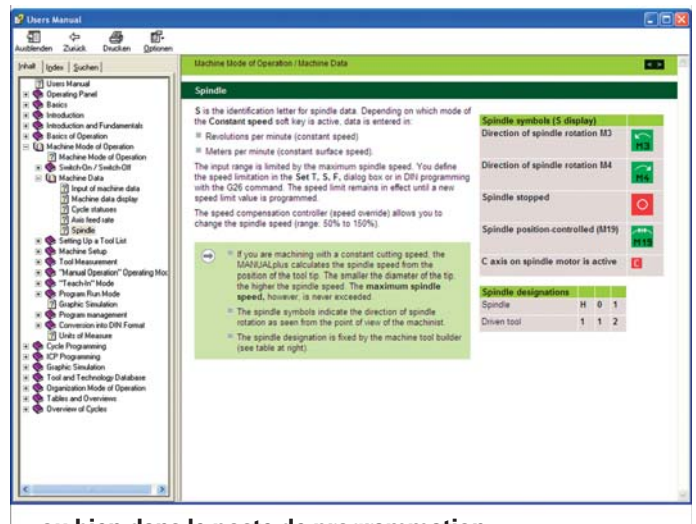 Users Manual
Ausblenden Zurück Drucken Optionen
Inhalt Index Suchen
Users Manual
Operating Panel
Basics
Introduction
Introduction and Fundamentals
Basics of Operation
Machine Mode of Operation
Machine Mode of Operation
Switch-On / Switch-Off
Machine Data
Input of machine data
Machine data display
Cycle statuses
Axis feed rate
Spindle
Setting Up a Tool List
Machine Setup
Tool Measurement
"Manual Operation" Operating Moc
"Teach-In" Mode
Program Run Mode
Graphic Simulation
Program management
Conversion into DIN Format
Units of Measure
Cycle Programming
ICP Programming
Graphic Simulation
Tool and Technology Database
Organization Mode of Operation
Tables and Overviews
Overview of Cycles
Machine Mode of Operation / Machine Data
Spindle
S is the identification letter for spindle data. Depending on which mode of
the Constant speed soft key is active, data is entered in:
Revolutions per minute (constant speed)
Meters per minute (constant surface speed).
The input range is limited by the maximum spindle speed. You define
the speed limitation in the Set T, S, F, dialog box or in DIN programming
with the G26 command. The speed limit remains in effect until a new
speed limit value is programmed.
The speed compensation controller (speed override) allows you to
change the spindle speed (range: 50% to 150%).
If you are machining with a constant cutting speed, the
MANUALplus calculates the spindle speed from the
position of the tool tip. The smaller the diameter of the tip,
the higher the spindle speed. The maximum spindle
speed, however, is never exceeded.
The spindle symbols indicate the direction of spindle
rotation as seen from the point of view of the machinist.
The spindle designation is fixed by the machine tool builder
(see table at right).
Spindle symbols (S display)
Direction of spindle rotation M3
M3
Direction of spindle rotation M4
M4
Spindle stopped
Spindle position-controlled (M19)
M19
C axis on spindle motor is active
C
Spindle designations
Spindle H 0 1
Driven tool 1 1 2